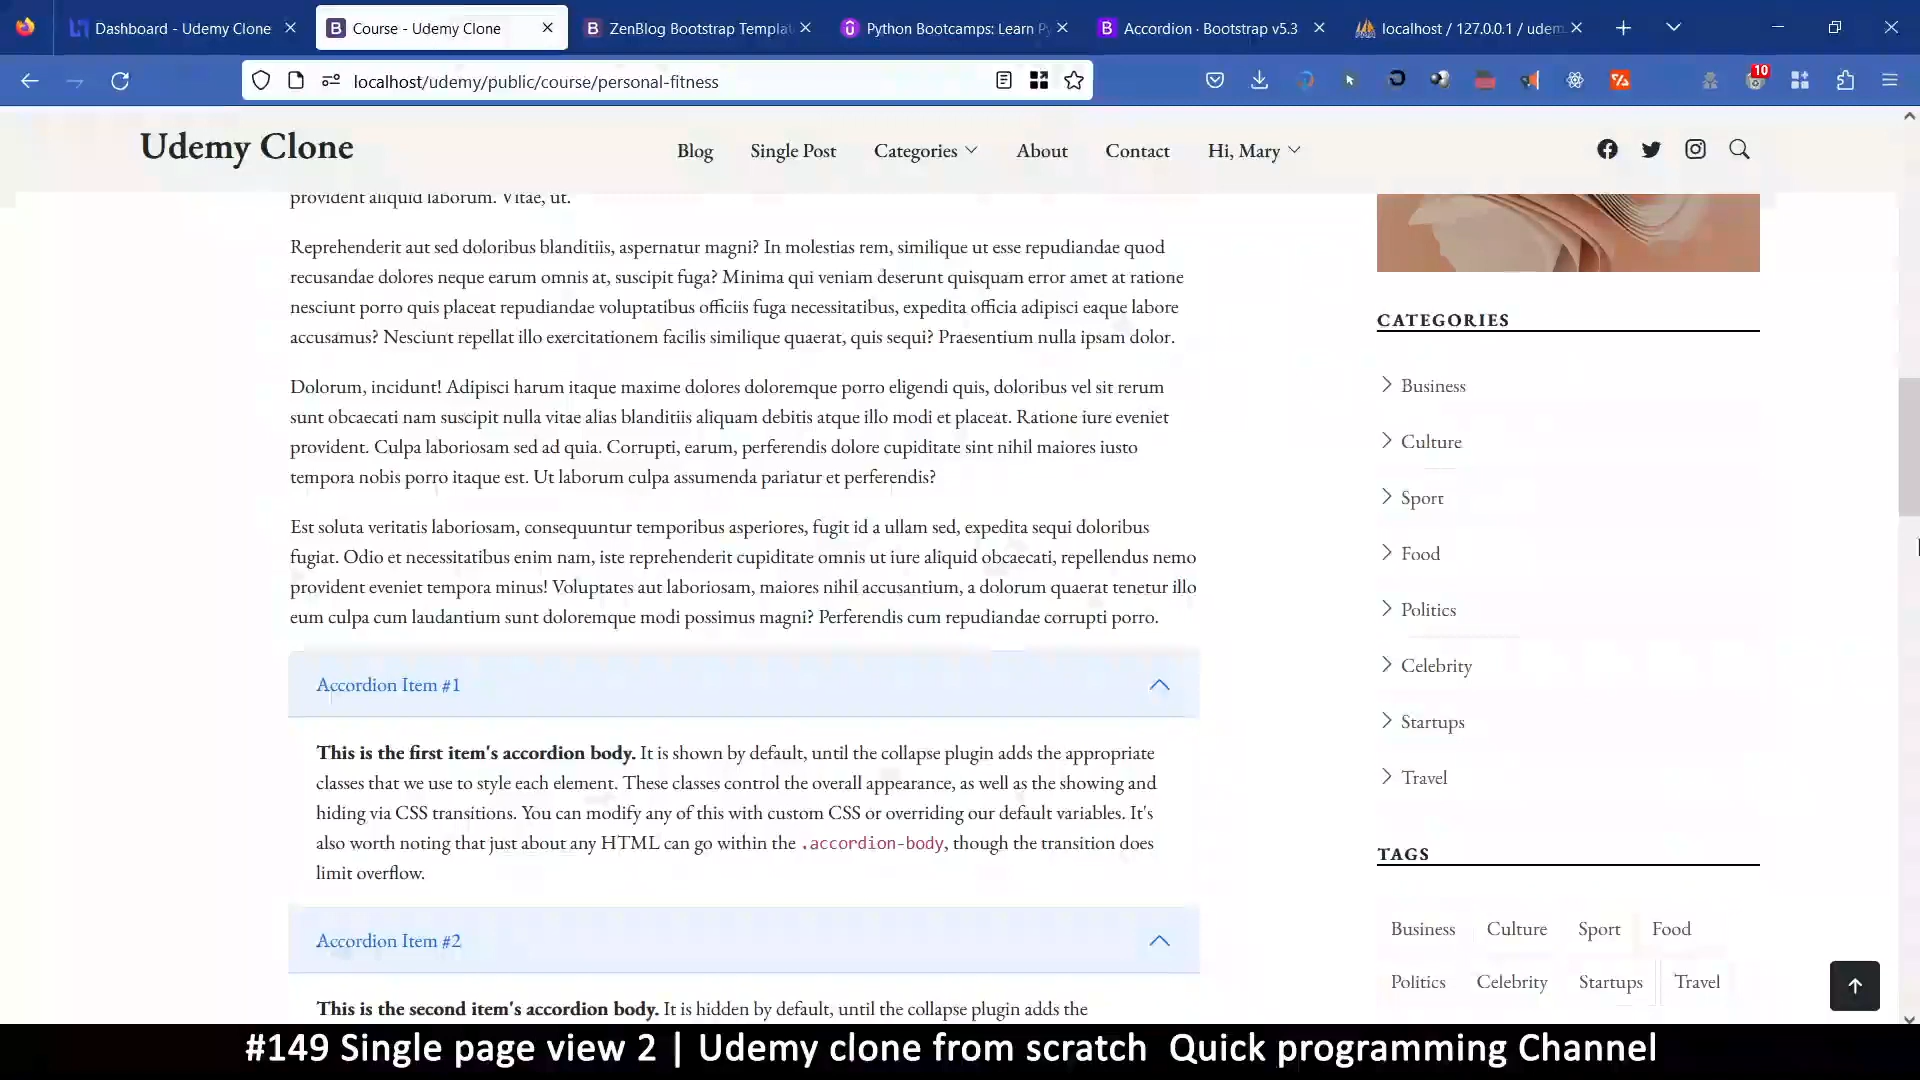 Dashboard - Udemy Clone
Course - Udemy Clone
ZenBlog Bootstrap Templat
Python Bootcamps: Learn Py
Accordion · Bootstrap v5.3
localhost / 127.0.0.1 / udem
localhost/udemy/public/course/personal-fitness
10
Udemy Clone
Blog
Single Post
Categories
About
Contact
Hi, Mary
provident aliquid laborum. Vitae, ut.
Reprehenderit aut sed doloribus blanditiis, aspernatur magni? In molestias rem, similique ut esse repudiandae quod
recusandae dolores neque earum omnis at, suscipit fuga? Minima qui veniam deserunt quisquam error amet at ratione
nesciunt porro quis placeat repudiandae voluptatibus officiis fuga necessitatibus, expedita officia adipisci eaque labore
accusamus? Nesciunt repellat illo exercitationem facilis similique quaerat, quis sequi? Praesentium nulla ipsam dolor.
Dolorum, incidunt! Adipisci harum itaque maxime dolores doloremque porro eligendi quis, doloribus vel sit rerum
sunt obcaecati nam suscipit nulla vitae alias blanditiis aliquam debitis atque illo modi et placeat. Ratione iure eveniet
provident. Culpa laboriosam sed ad quia. Corrupti, earum, perferendis dolore cupiditate sint nihil maiores iusto
tempora nobis porro itaque est. Ut laborum culpa assumenda pariatur et perferendis?
Est soluta veritatis laboriosam, consequuntur temporibus asperiores, fugit id a ullam sed, expedita sequi doloribus
fugiat. Odio et necessitatibus enim nam, iste reprehenderit cupiditate omnis ut iure aliquid obcaecati, repellendus nemo
provident eveniet tempora minus! Voluptates aut laboriosam, maiores nihil accusantium, a dolorum quaerat tenetur illo
eum culpa cum laudantium sunt doloremque modi possimus magni? Perferendis cum repudiandae corrupti porro.
Accordion Item #1
This is the first item's accordion body. It is shown by default, until the collapse plugin adds the appropriate
classes that we use to style each element. These classes control the overall appearance, as well as the showing and
hiding via CSS transitions. You can modify any of this with custom CSS or overriding our default variables. It's
also worth noting that just about any HTML can go within the .accordion-body, though the transition does
limit overflow.
Accordion Item #2
This is the second item's accordion body. It is hidden by default, until the collapse plugin adds the
CATEGORIES
Business
Culture
Sport
Food
Politics
Celebrity
Startups
Travel
TAGS
Business Culture Sport Food
Politics Celebrity Startups Travel
#149 Single page view 2 | Udemy clone from scratch Quick programming Channel